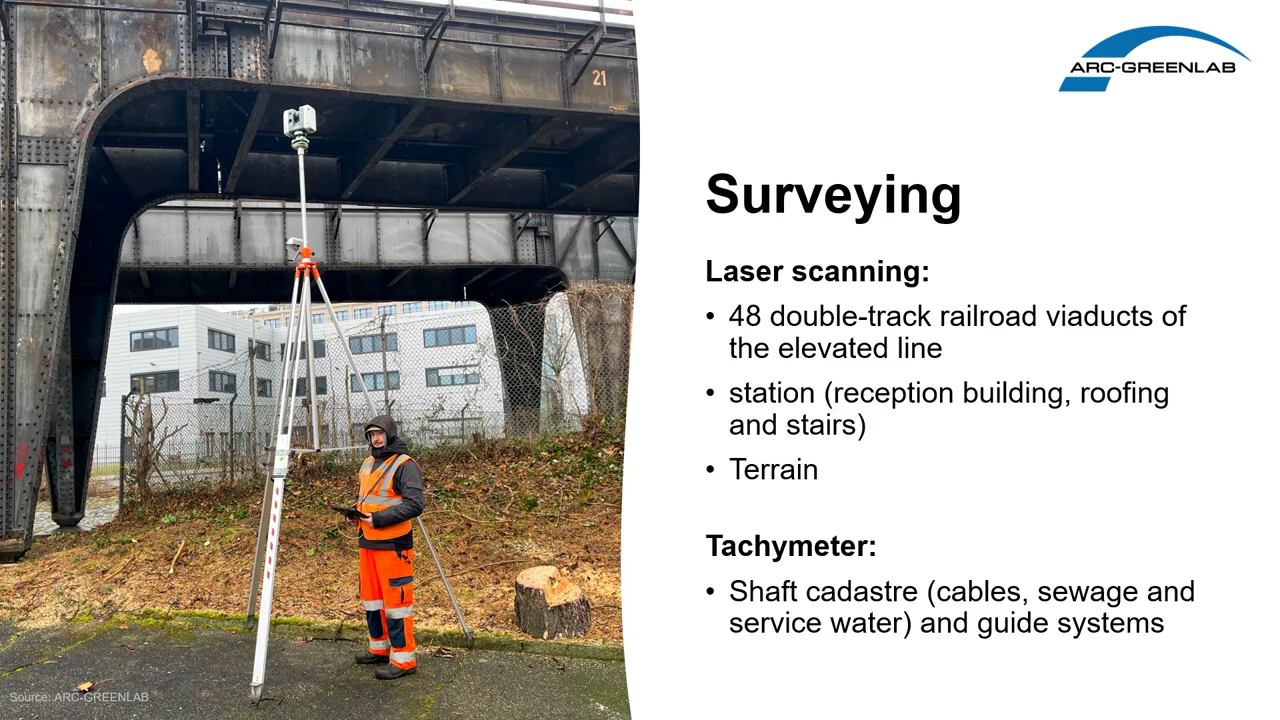 21
ARC-GREENLAB
Surveying
Laser scanning:
• 48 double-track railroad viaducts of
the elevated line
• station (reception building, roofing
and stairs)
• Terrain
Tachymeter:
• Shaft cadastre (cables, sewage and
service water) and guide systems
Source: ARC-GREENLAB